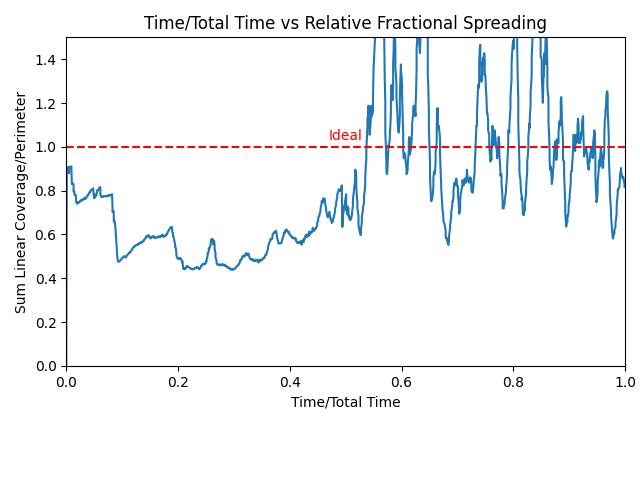 Time/Total Time vs Relative Fractional Spreading
Sum Linear Coverage/Perimeter
1.4
1.2
1.0
0.8
0.6
0.4
0.2
0.0
Ideal
0.0 0.2 0.4 0.6 0.8 1.0
Time/Total Time